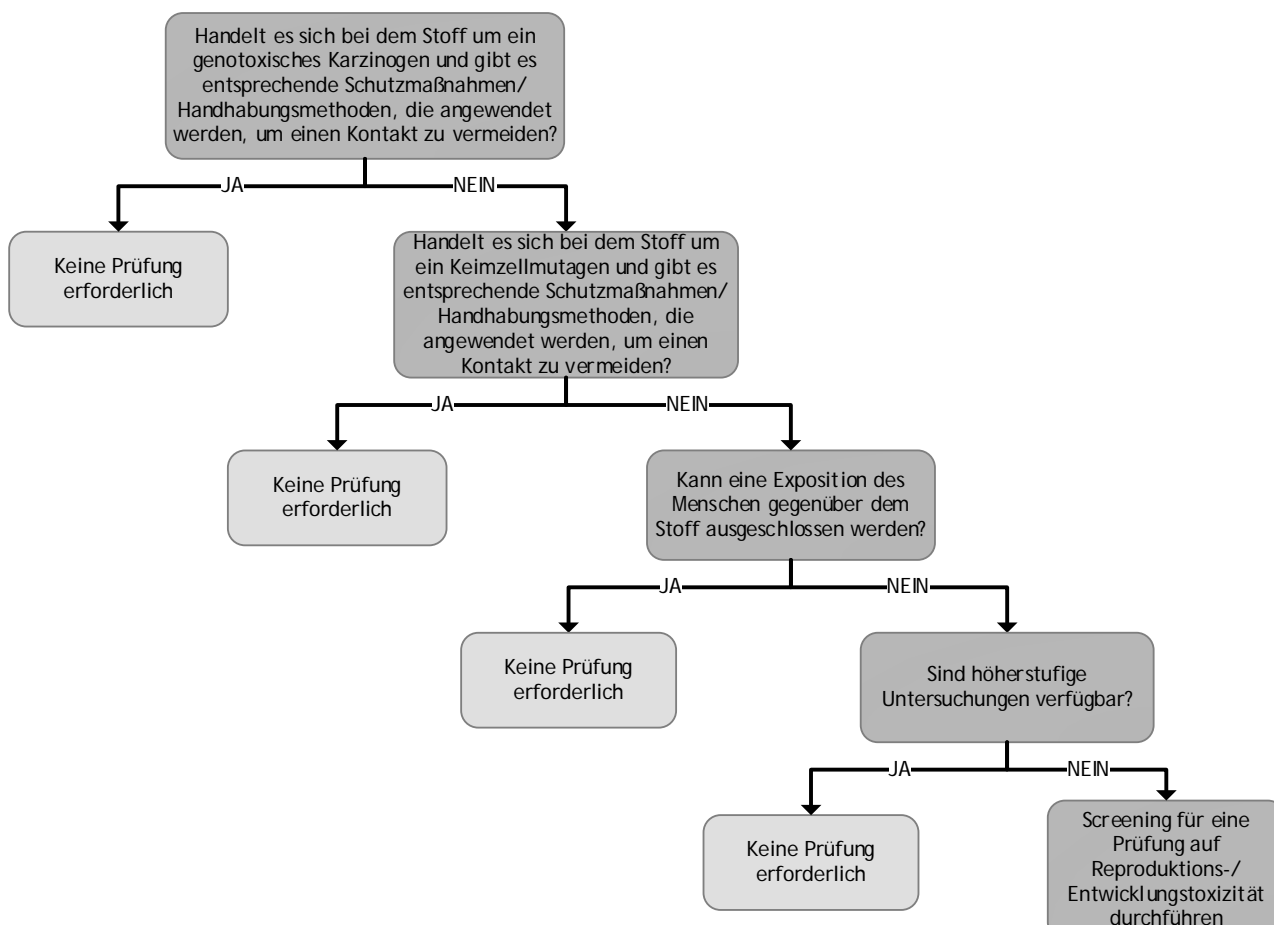 Handelt es sich bei dem Stoff um ein
genotoxisches Karzinogen und gibt es
entsprechende Schutzmaßnahmen/
Handhabungsmethoden, die angewendet
werden, um einen Kontakt zu vermeiden?
JA
NEIN
Keine Prüfung
erforderlich
Handelt es sich bei dem Stoff um
ein Keimzellmutagen und gibt es
entsprechende Schutzmaßnahmen/
Handhabungsmethoden, die
angewendet werden, um einen
Kontakt zu vermeiden?
JA
NEIN
Keine Prüfung
erforderlich
Kann eine Exposition des
Menschen gegenüber dem
Stoff ausgeschlossen werden?
JA
NEIN
Keine Prüfung
erforderlich
Sind höherstufige
Untersuchungen verfügbar?
JA
NEIN
Keine Prüfung
erforderlich
Screening für eine
Prüfung auf
Reproduktions-/
Entwicklungstoxizität
durchführen